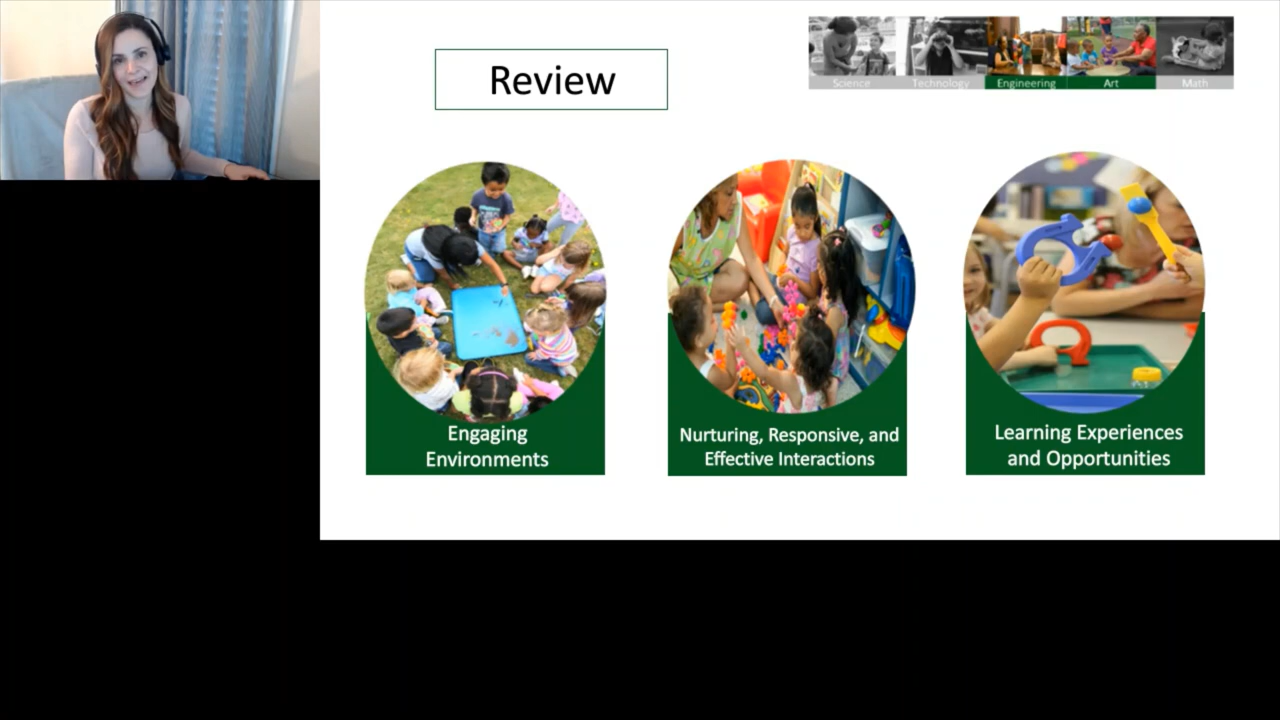 Review
Science Technology Engineering Art Math
Engaging
Environments
Nurturing, Responsive, and
Effective Interactions
Learning Experiences
and Opportunities